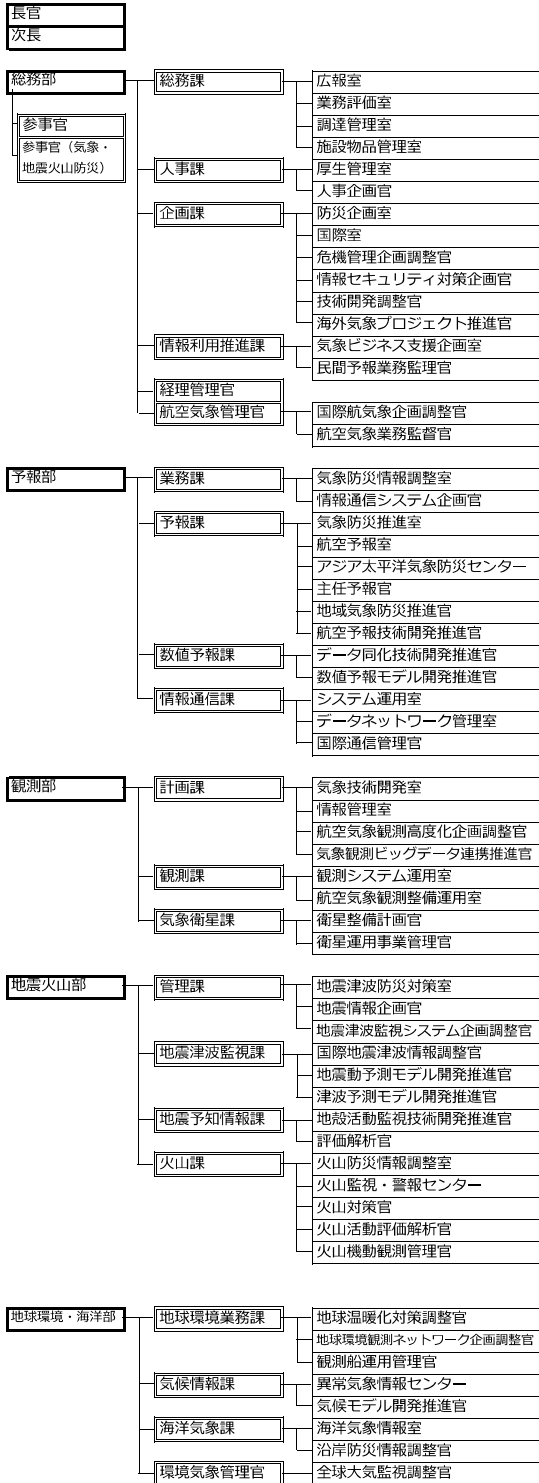 長官
次長
総務部
参事官
参事官（気象・
地震火山防災）
総務課
広報室
業務評価室
調達管理室
施設物品管理室
人事課
厚生管理室
人事企画官
企画課
防災企画室
国際室
危機管理企画調整官
情報セキュリティ対策企画官
技術開発調整官
海外気象プロジェクト推進官
情報利用推進課
気象ビジネス支援企画室
民間予報業務監理官
経理管理官
航空気象管理官
国際航気象企画調整官
航空気象業務監督官
予報部
業務課
気象防災情報調整室
情報通信システム企画官
予報課
気象防災推進室
航空予報室
アジア太平洋気象防災センター
主任予報官
地域気象防災推進官
航空予報技術開発推進官
数値予報課
データ同化技術開発推進官
数値予報モデル開発推進官
情報通信課
システム運用室
データネットワーク管理室
国際通信管理官
観測部
計画課
気象技術開発室
情報管理室
航空気象観測高度化企画調整官
気象観測ビッグデータ連携推進官
観測課
観測システム運用室
航空気象観測整備運用室
気象衛星課
衛星整備計画官
衛星運用事業管理官
地震火山部
管理課
地震津波防災対策室
地震情報企画官
地震津波監視システム企画調整官
地震津波監視課
国際地震津波情報調整官
地震動予測モデル開発推進官
津波予測モデル開発推進官
地震予知情報課
地殻活動監視技術開発推進官
評価解析官
火山課
火山防災情報調整室
火山監視・警報センター
火山対策官
火山活動評価解析官
火山機動観測管理官
地球環境・海洋部
地球環境業務課
地球温暖化対策調整官
地球環境観測ネットワーク企画調整官
観測船運用管理官
気候情報課
異常気象情報センター
気候モデル開発推進官
海洋気象課
海洋気象情報室
沿岸防災情報調整官
環境気象管理官
全球大気監視調整官